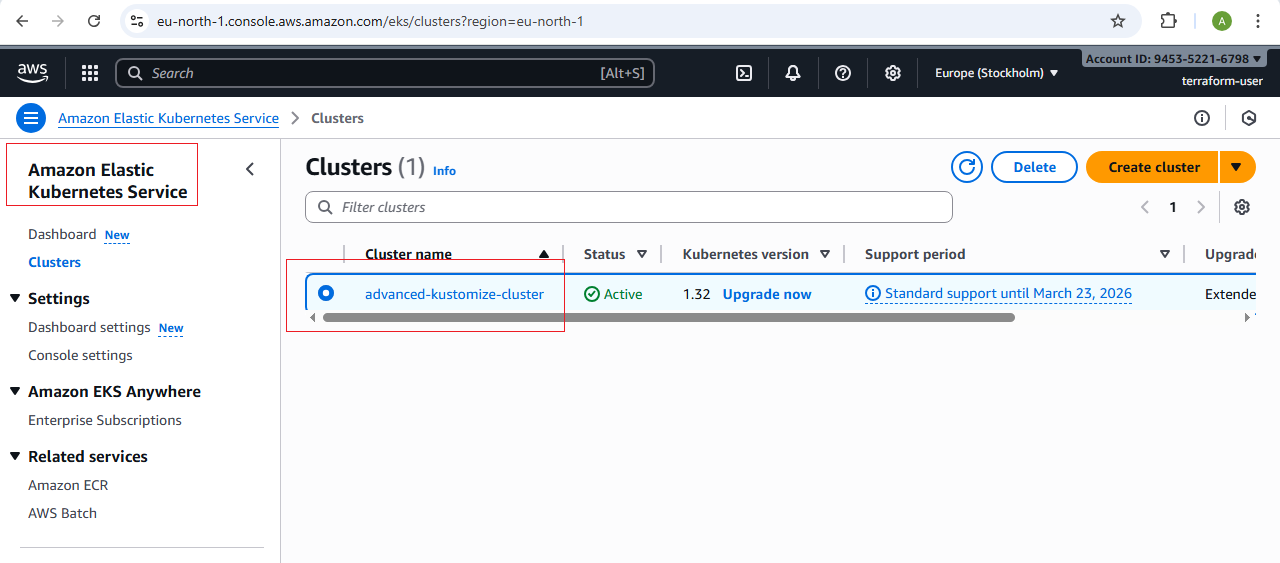 eu-north-1.console.aws.amazon.com/eks/clusters?region=eu-north-1
A
aws
Search
[Alt+S]
Europe (Stockholm)
Account ID: 9453-5221-6798
terraform-user
Amazon Elastic Kubernetes Service
Clusters
Amazon Elastic
Kubernetes Service
Dashboard New
Clusters
Settings
Dashboard settings New
Console settings
Amazon EKS Anywhere
Enterprise Subscriptions
Related services
Amazon ECR
AWS Batch
Clusters (1) Info
Delete
Create cluster
Filter clusters
1
Cluster name Status Kubernetes version Support period Upgrade
advanced-kustomize-cluster Active 1.32 Upgrade now Standard support until March 23, 2026 Extende